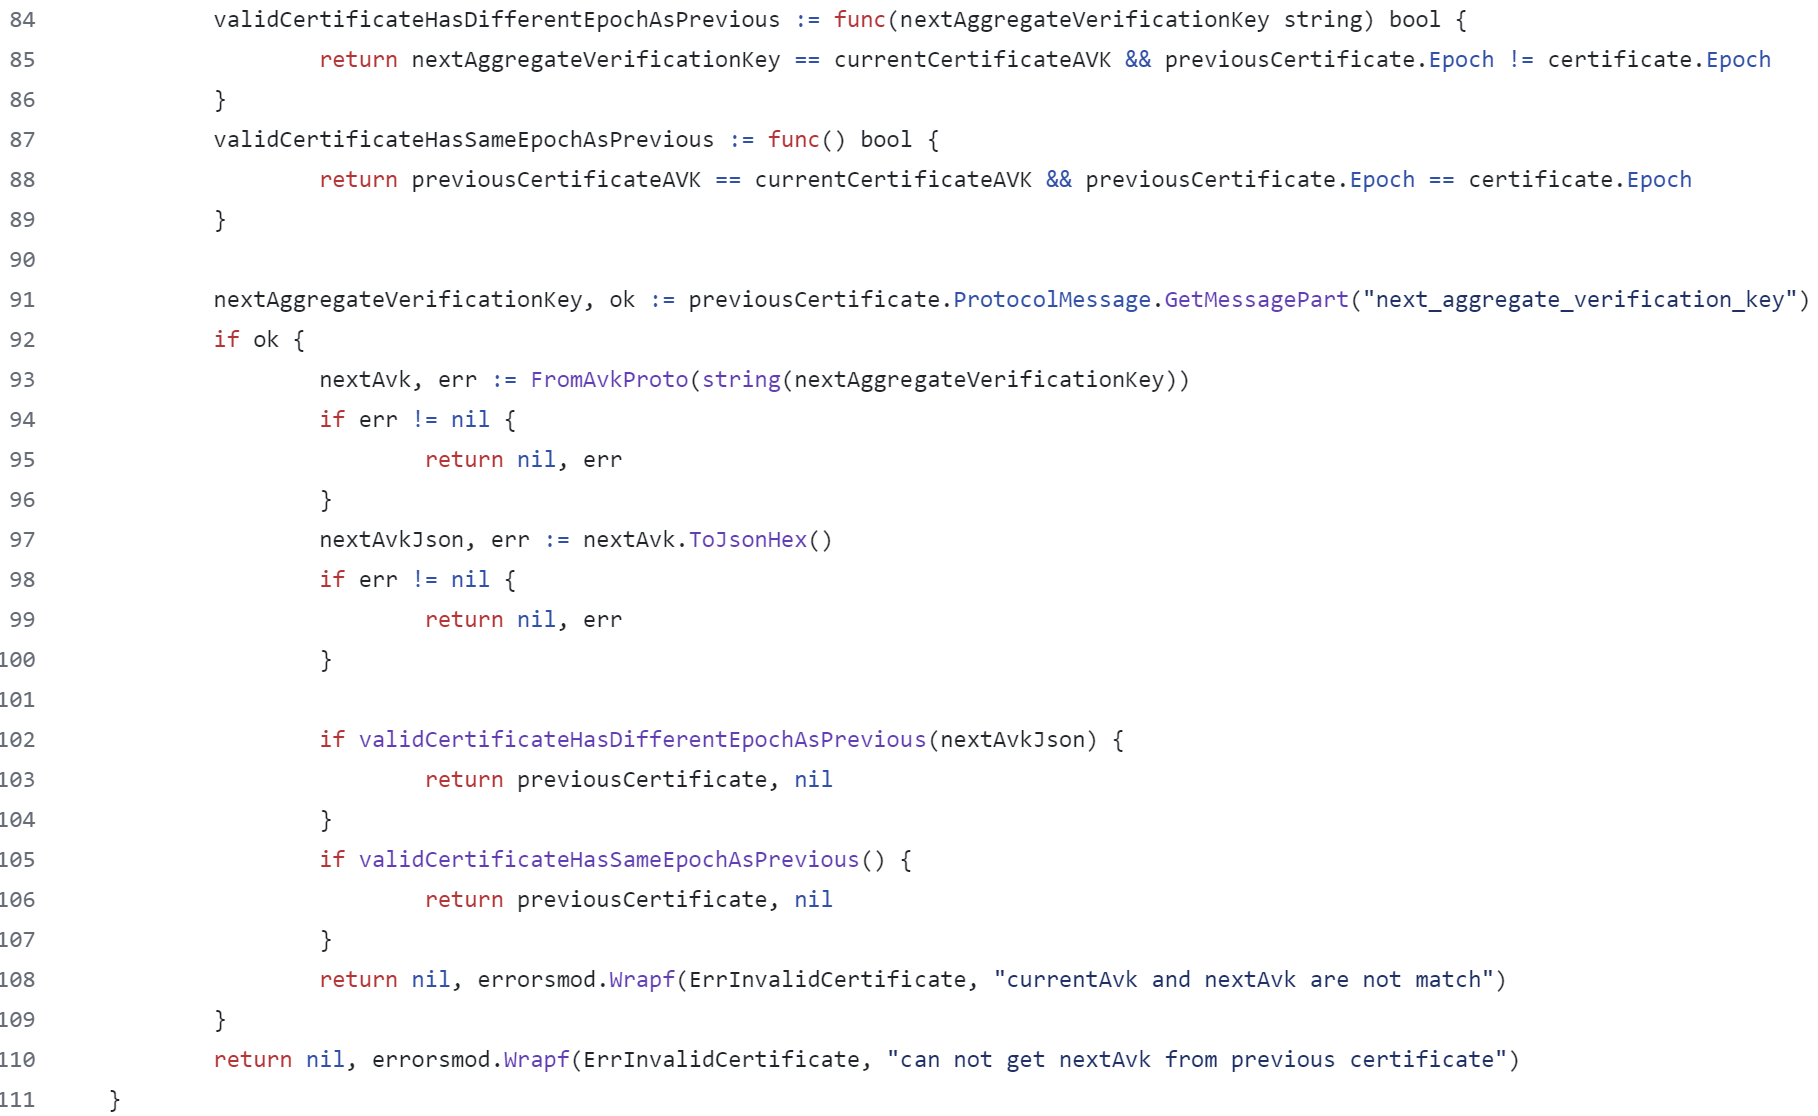 84 validCertificateHasDifferentEpochAsPrevious := func(nextAggregateVerificationKey string) bool {
85 return nextAggregateVerificationKey == currentCertificateAVK && previousCertificate.Epoch != certificate.Epoch
86 }
87 validCertificateHasSameEpochAsPrevious := func() bool {
88 return previousCertificateAVK == currentCertificateAVK && previousCertificate.Epoch == certificate.Epoch
89 }
90
91 nextAggregateVerificationKey, ok := previousCertificate.ProtocolMessage.GetMessagePart("next_aggregate_verification_key")
92 if ok {
93 nextAvk, err := FromAvkProto(string(nextAggregateVerificationKey))
94 if err != nil {
95 return nil, err
96 }
97 nextAvkJson, err := nextAvk.ToJsonHex()
98 if err != nil {
99 return nil, err
100 }
101
102 if validCertificateHasDifferentEpochAsPrevious(nextAvkJson) {
103 return previousCertificate, nil
104 }
105 if validCertificateHasSameEpochAsPrevious() {
106 return previousCertificate, nil
107 }
108 return nil, errorsmod.Wrapf(ErrInvalidCertificate, "currentAvk and nextAvk are not match")
109 }
110 return nil, errorsmod.Wrapf(ErrInvalidCertificate, "can not get nextAvk from previous certificate")
111 }